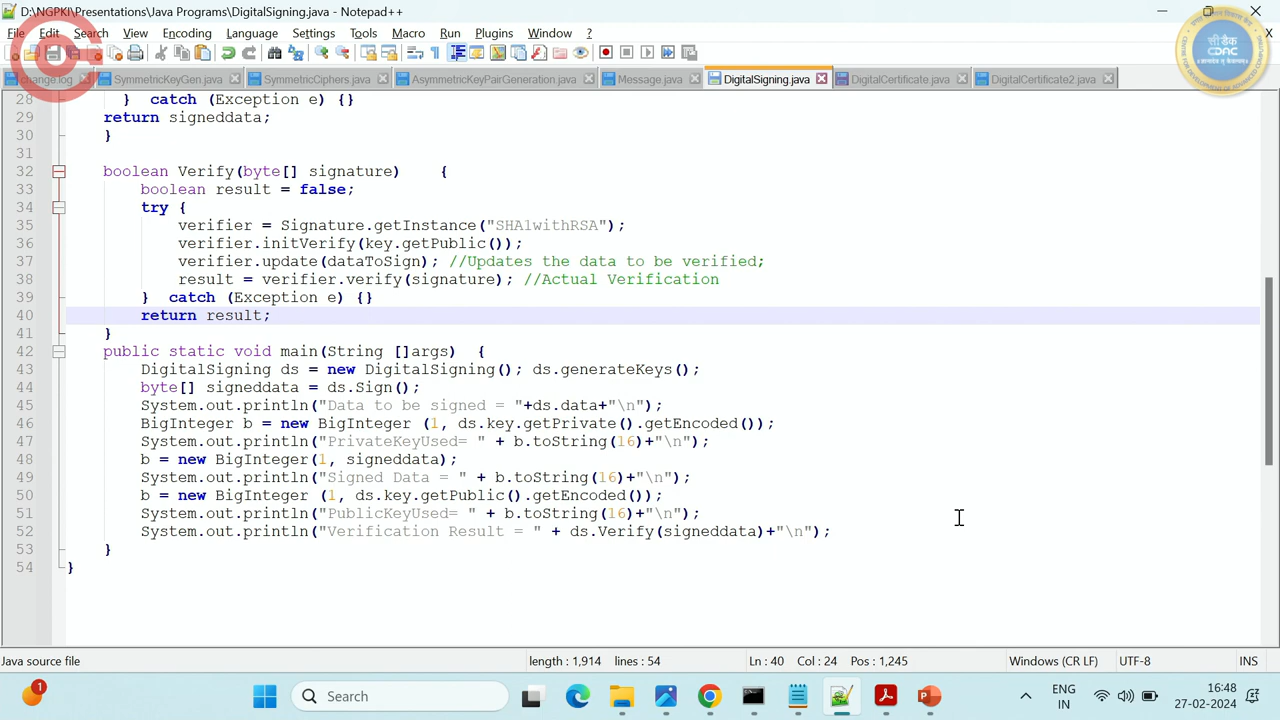 D:\NGPKI\Presentations\Java Programs\DigitalSigning.java - Notepad++
File Edit Search View Encoding Language Settings Tools Macro Run Plugins Window ? X
change.log SymmetricKeyGen.java SymmetricCiphers.java AsymmetricKeyPairGeneration.java Message.java DigitalSigning.java DigitalCertificate.java DigitalCertificate2.java
सी डैक
CDAC
28 } catch (Exception e) {}
29 return signeddata;
30 }
31
32 boolean Verify(byte[] signature) {
33 boolean result = false;
34 try {
35 verifier = Signature.getInstance("SHA1withRSA");
36 verifier.initVerify(key.getPublic());
37 verifier.update(dataToSign); //Updates the data to be verified;
38 result = verifier.verify(signature); //Actual Verification
39 } catch (Exception e) {}
40 return result;
41 }
42 public static void main(String []args) {
43 DigitalSigning ds = new DigitalSigning(); ds.generateKeys();
44 byte[] signeddata = ds.Sign();
45 System.out.println("Data to be signed = "+ds.data+"\n");
46 BigInteger b = new BigInteger (1, ds.key.getPrivate().getEncoded());
47 System.out.println("PrivateKeyUsed= " + b.toString(16)+"\n");
48 b = new BigInteger(1, signeddata);
49 System.out.println("Signed Data = " + b.toString(16)+"\n");
50 b = new BigInteger (1, ds.key.getPublic().getEncoded());
51 System.out.println("PublicKeyUsed= " + b.toString(16)+"\n");
52 System.out.println("Verification Result = " + ds.Verify(signeddata)+"\n");
53 }
54 }
Java source file length : 1,914 lines : 54 Ln : 40 Col : 24 Pos : 1,245 Windows (CR LF) UTF-8 INS
1 Search ENG IN 16:48
27-02-2024